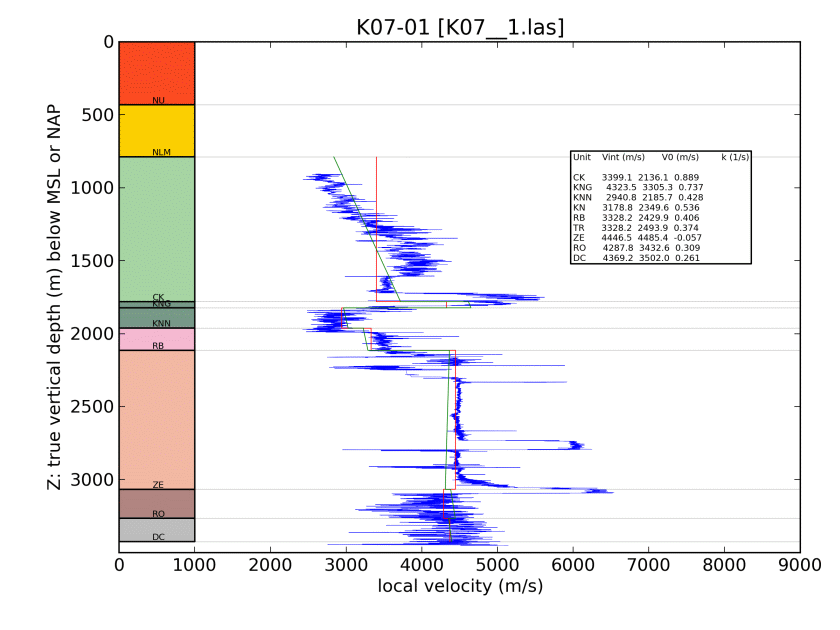 K07-01 [K07__1.las]
0
500
1000
1500
2000
2500
3000
Z: true vertical depth (m) below MSL or NAP
NU
NLM
CK
KNG
KNN
RB
ZE
RO
DC
Unit Vint (m/s) V0 (m/s) k (1/s)
CK 3399.1 2136.1 0.889
KNG 4323.5 3305.3 0.737
KNN 2940.8 2185.7 0.428
KN 3178.8 2349.6 0.536
RB 3328.2 2429.9 0.406
TR 3328.2 2493.9 0.374
ZE 4446.5 4485.4 -0.057
RO 4287.8 3432.6 0.309
DC 4369.2 3502.0 0.261
0 1000 2000 3000 4000 5000 6000 7000 8000 9000
local velocity (m/s)